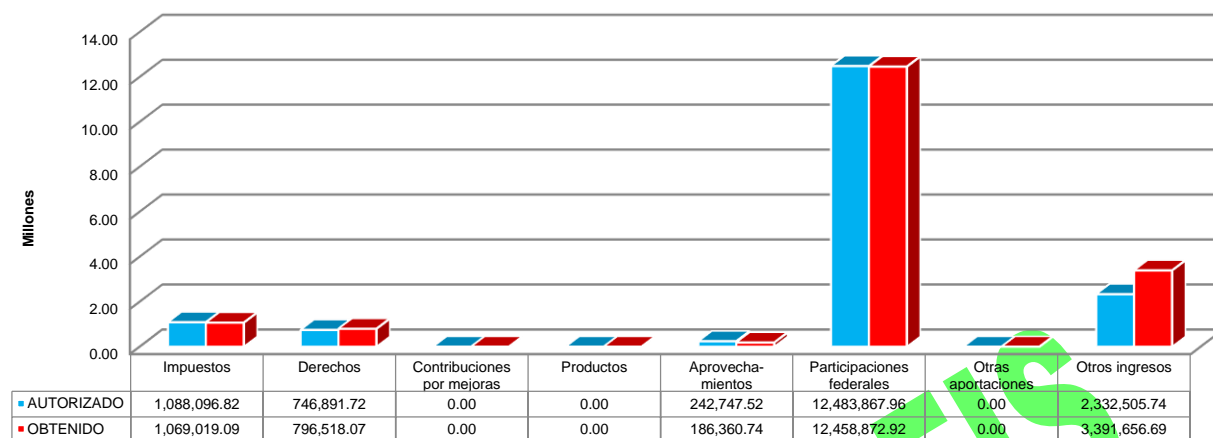 14.00
12.00
10.00
8.00
6.00
4.00
2.00
0.00
Millones
Impuestos Derechos Contribuciones por mejoras Productos Aprovecha-mientos Participaciones federales Otras aportaciones Otros ingresos
AUTORIZADO 1,088,096.82 746,891.72 0.00 0.00 242,747.52 12,483,867.96 0.00 2,332,505.74
OBTENIDO 1,069,019.09 796,518.07 0.00 0.00 186,360.74 12,458,872.92 0.00 3,391,656.69